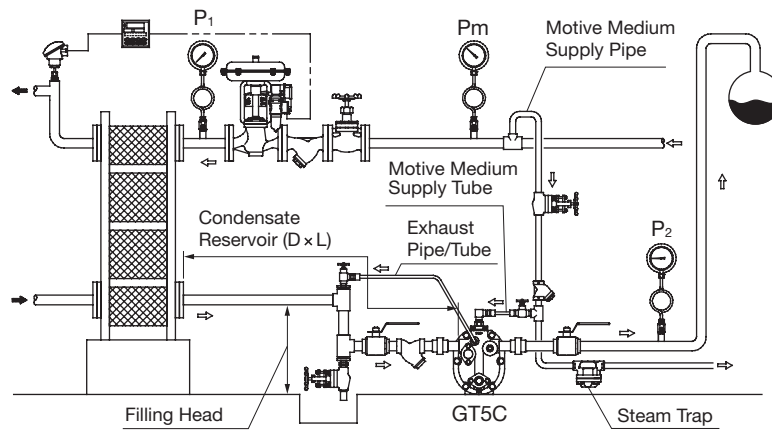 P₁
Pm
Motive Medium
Supply Pipe
Motive Medium
Supply Tube
Condensate
Reservoir (D × L)
Exhaust
Pipe/Tube
P₂
Filling Head
GT5C
Steam Trap